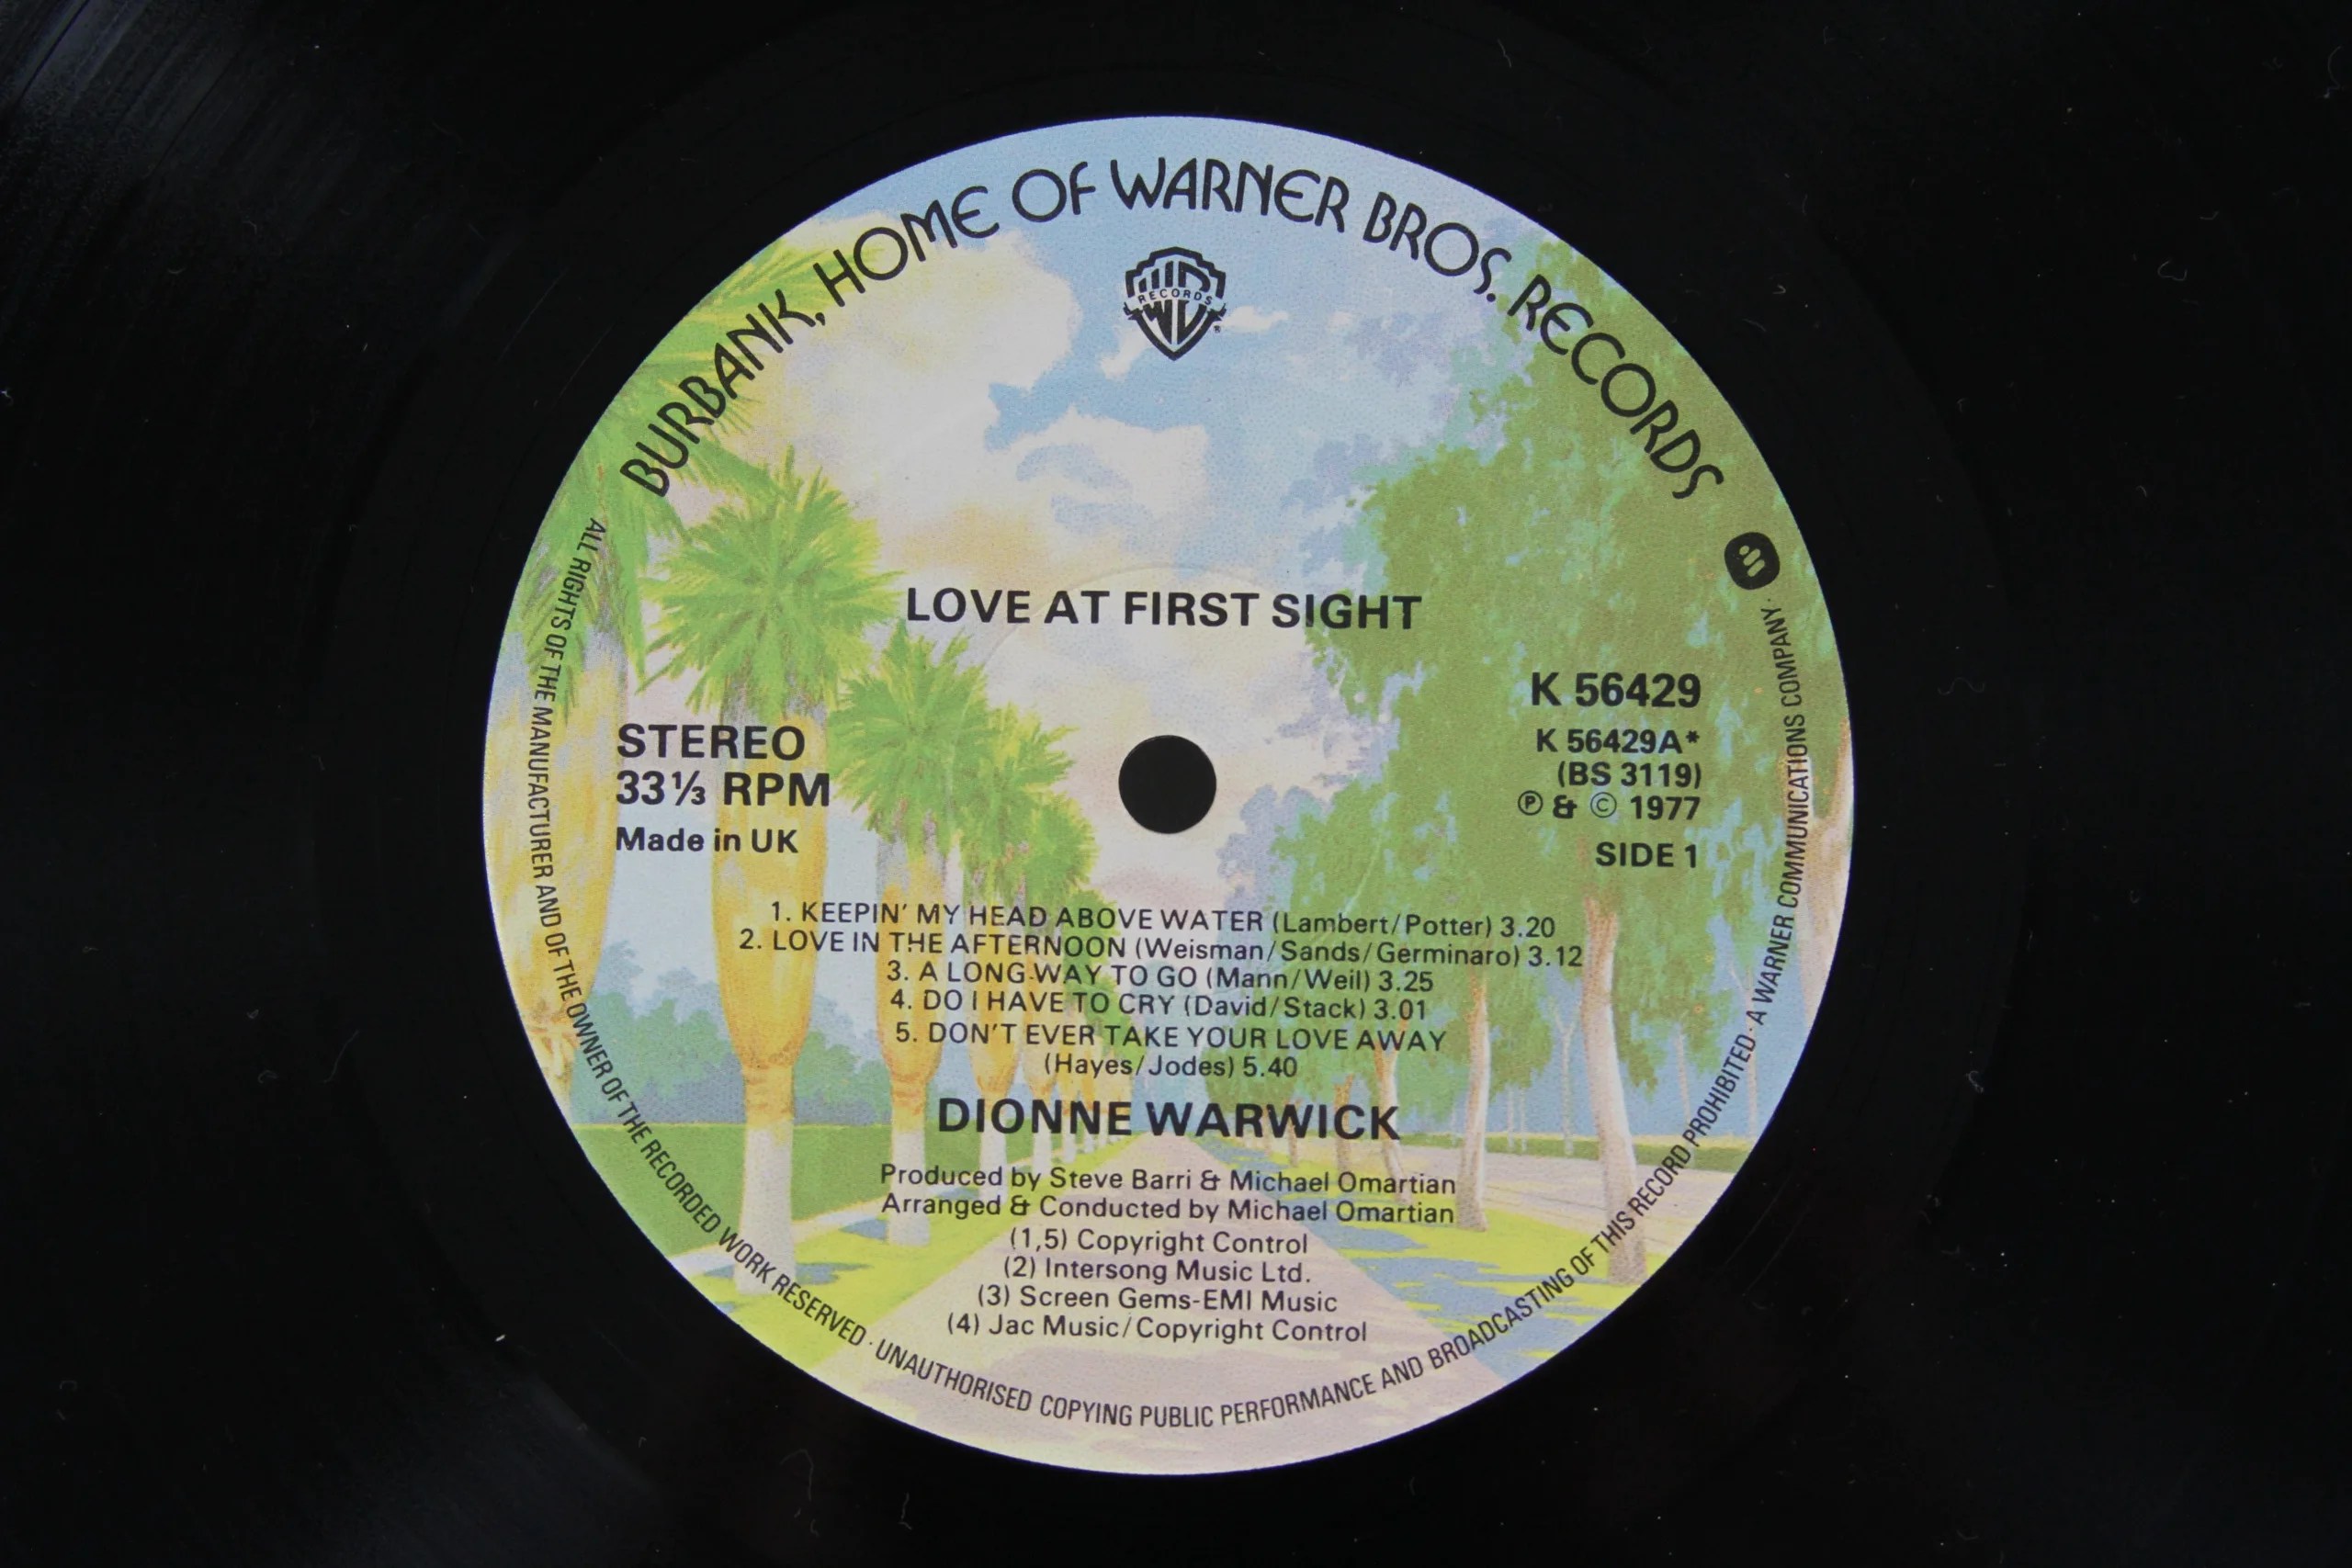 BURBANK, HOME OF WARNER BROS. RECORDS
RECORDS
LOVE AT FIRST SIGHT
STEREO
33⅓ RPM
Made in UK
K 56429
K 56429A*
(BS 3119)
℗ & © 1977
SIDE 1
1. KEEPIN' MY HEAD ABOVE WATER (Lambert/Potter) 3.20
2. LOVE IN THE AFTERNOON (Weisman/Sands/Germinaro) 3.12
3. A LONG WAY TO GO (Mann/Weil) 3.25
4. DO I HAVE TO CRY (David/Stack) 3.01
5. DON'T EVER TAKE YOUR LOVE AWAY
(Hayes/Jodes) 5.40
DIONNE WARWICK
Produced by Steve Barri & Michael Omartian
Arranged & Conducted by Michael Omartian
(1,5) Copyright Control
(2) Intersong Music Ltd.
(3) Screen Gems-EMI Music
(4) Jac Music/Copyright Control
ALL RIGHTS OF THE MANUFACTURER AND OF THE OWNER OF THE RECORDED WORK RESERVED · UNAUTHORISED COPYING PUBLIC PERFORMANCE AND BROADCASTING OF THIS RECORD PROHIBITED · A WARNER COMMUNICATIONS COMPANY ·